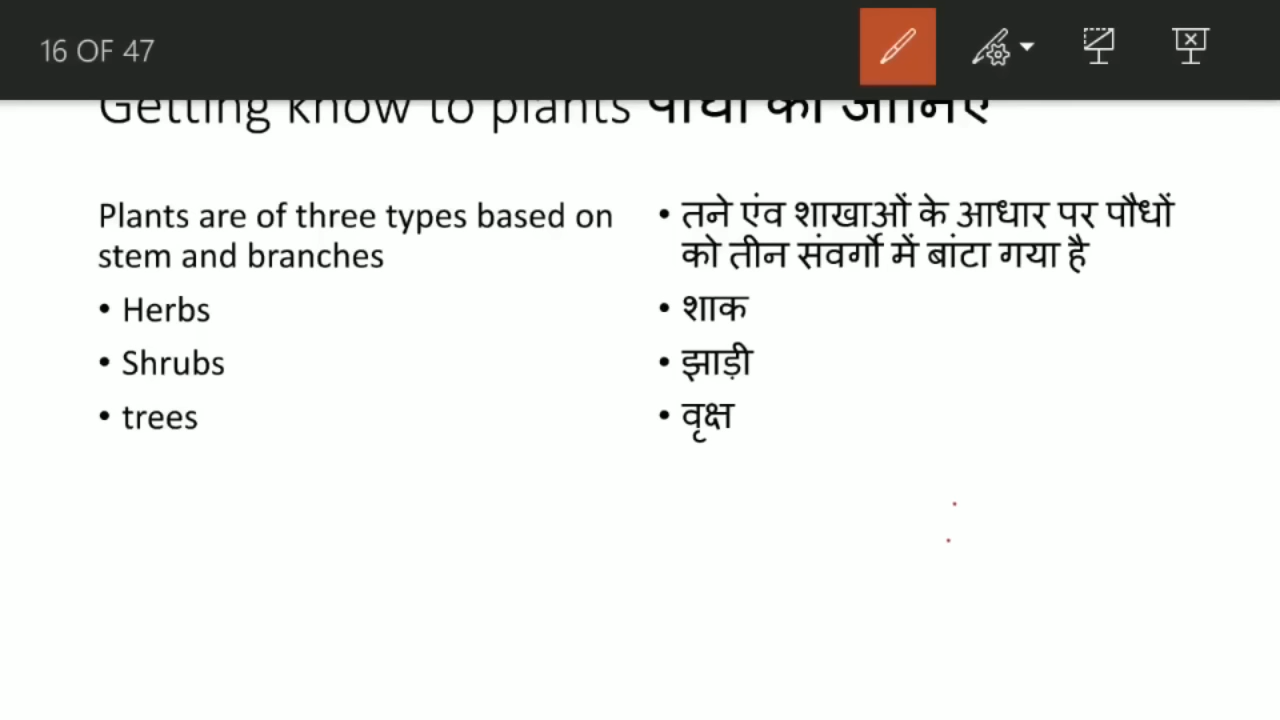 16 OF 47
Getting know to plants पौधों को जानिए
Plants are of three types based on
stem and branches
• Herbs
• Shrubs
• trees
• तने एंव शाखाओं के आधार पर पौधों
को तीन संवर्गो में बांटा गया है
• शाक
• झाड़ी
• वृक्ष